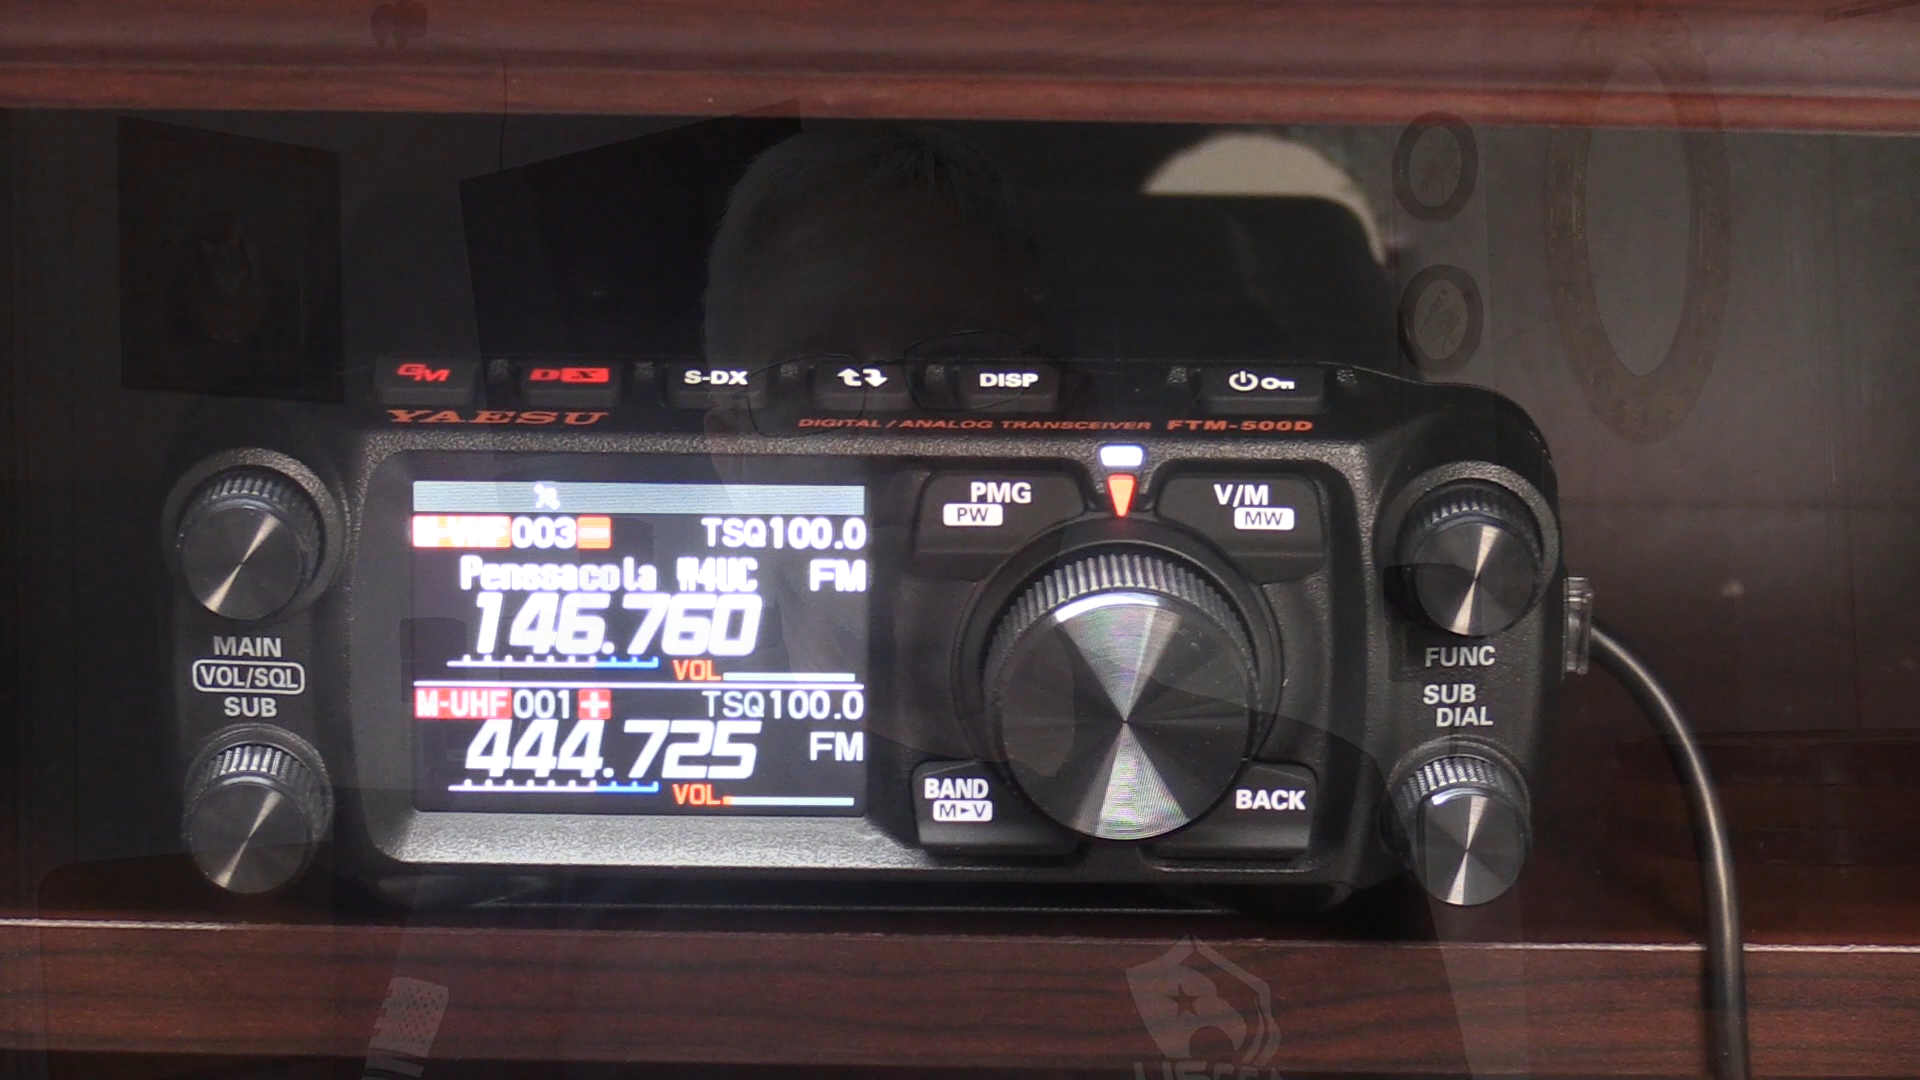 GM DX S-DX DISP On
YAESU
DIGITAL / ANALOG TRANSCEIVER FTM-500D
M-VHF 003 - TSQ100.0
Penssacola W4UC FM
146.760
VOL
M-UHF 001 + TSQ100.0
444.725 FM
VOL
MAIN
VOL/SQL
SUB
PMG
PW
V/M
MW
BAND
M►V
BACK
FUNC
SUB
DIAL